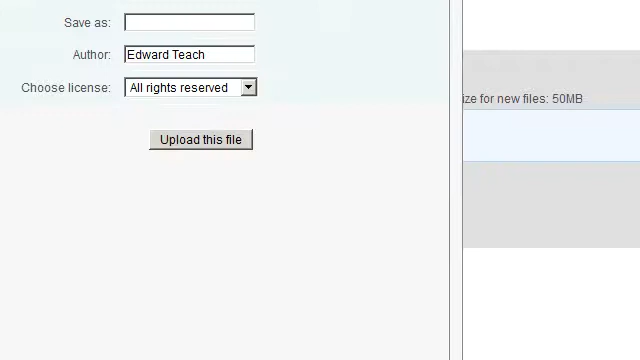 Save as:
Author: Edward Teach
Choose license: All rights reserved
ize for new files: 50MB
Upload this file